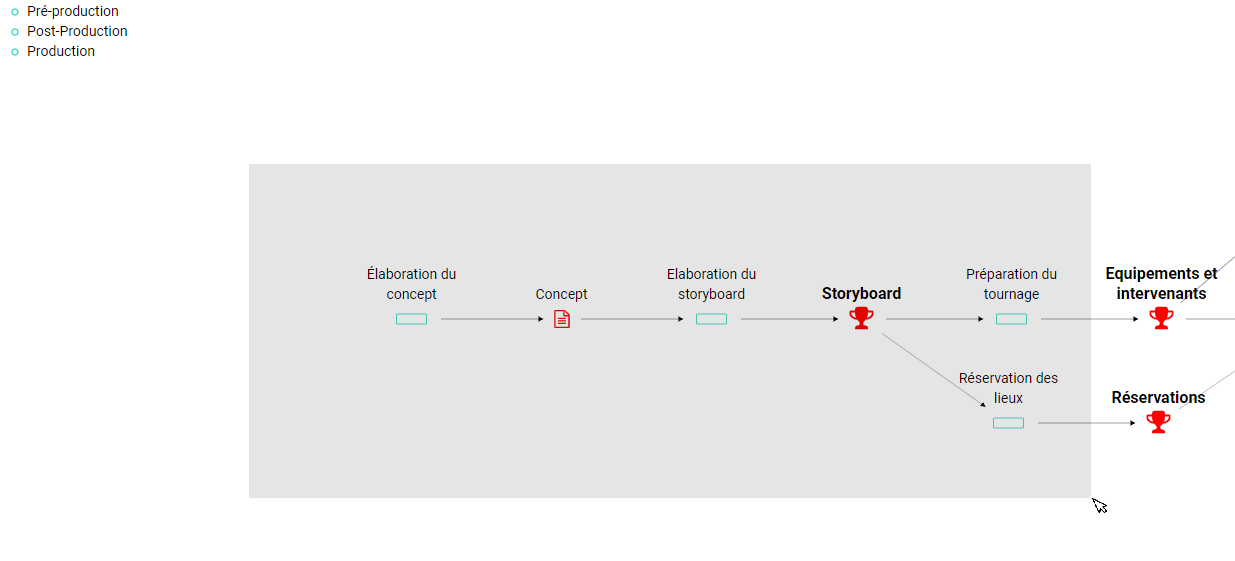 Pré-production
Post-Production
Production
Élaboration du
concept
Concept
Elaboration du
storyboard
Storyboard
Préparation du
tournage
Equipements et
intervenants
Réservation des
lieux
Réservations